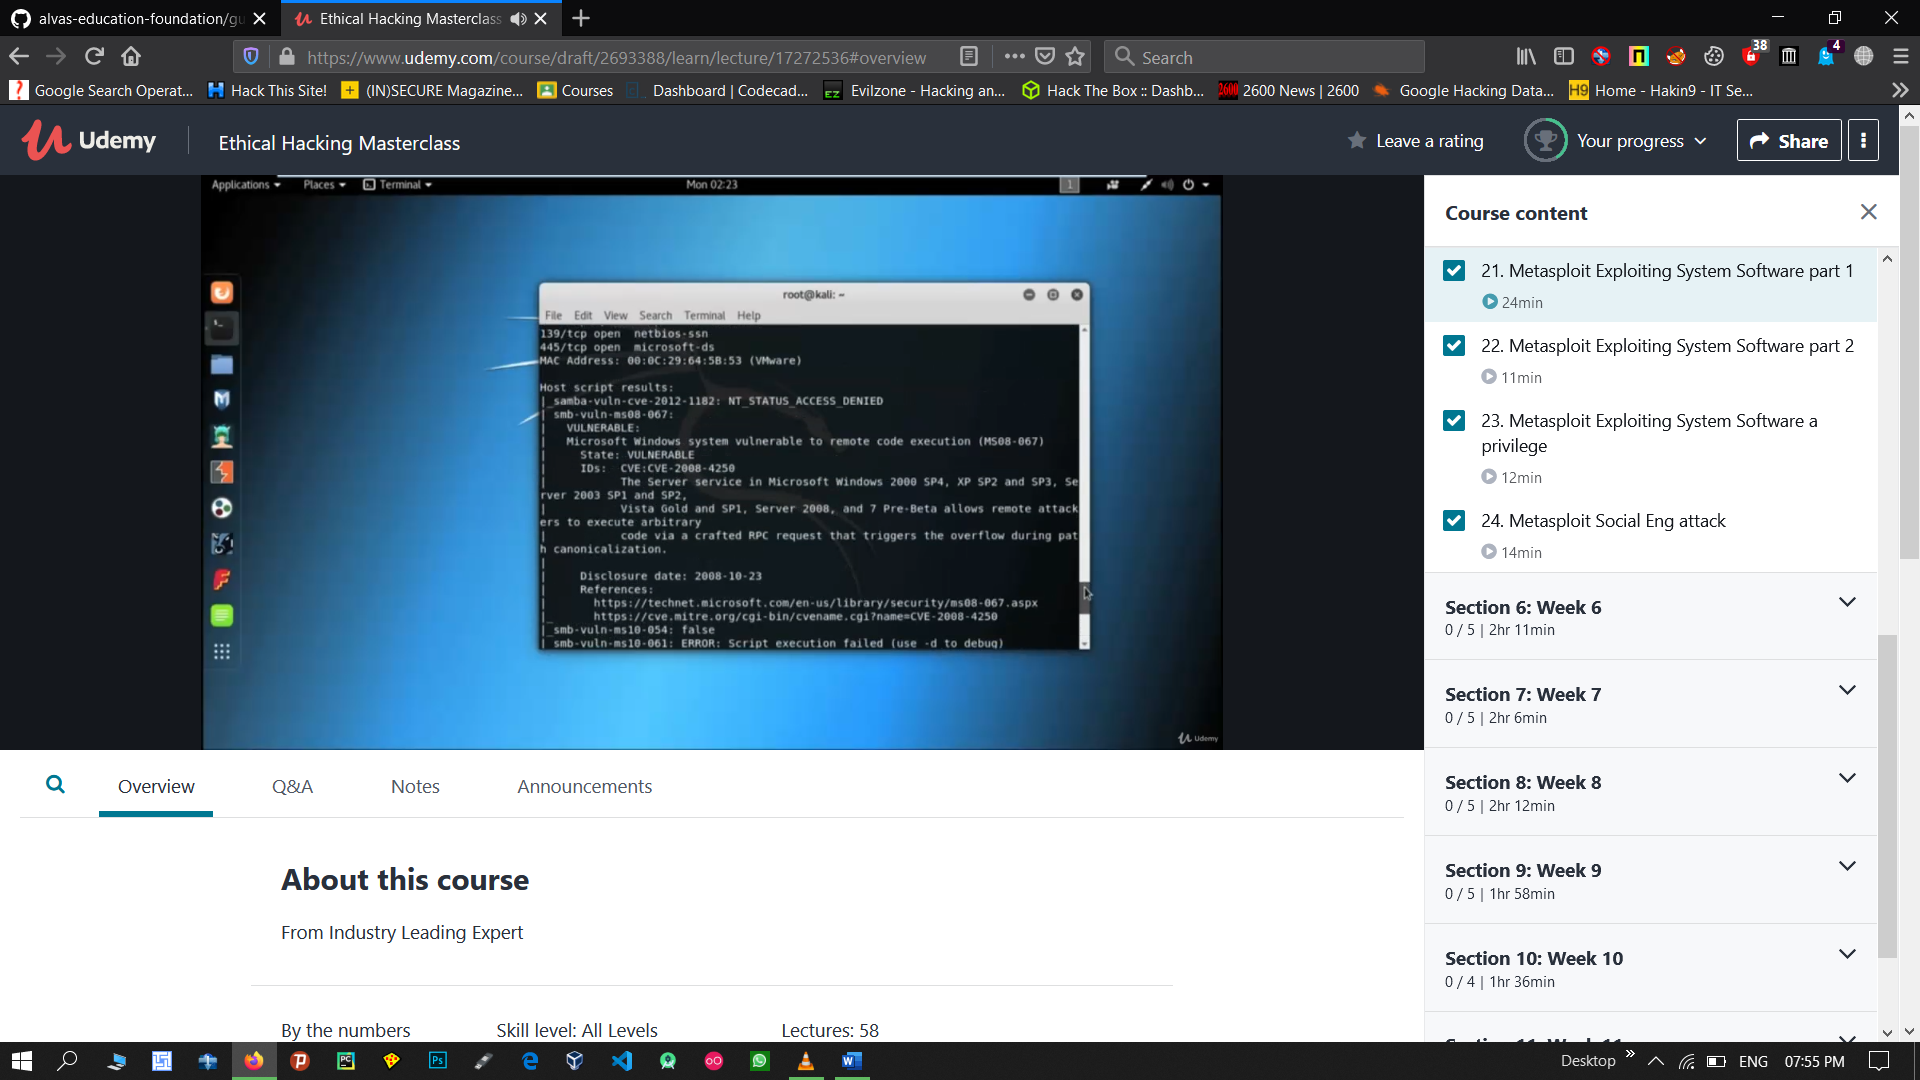 alvas-education-foundation/gu
Ethical Hacking Masterclass
https://www.udemy.com/course/draft/2693388/learn/lecture/17272536#overview
Search
38
4
Google Search Operat...
Hack This Site!
(IN)SECURE Magazine...
Courses
Dashboard | Codecad...
EZ
Evilzone - Hacking an...
Hack The Box :: Dashb...
2600
2600 News | 2600
Google Hacking Data...
H9
Home - Hakin9 - IT Se...
Udemy
Ethical Hacking Masterclass
Leave a rating
Your progress
Share
Applications
Places
Terminal
Mon 02:23
1
root@kali: ~
File Edit View Search Terminal Help
139/tcp open  netbios-ssn
445/tcp open  microsoft-ds
MAC Address: 00:0C:29:64:5B:53 (VMware)
Host script results:
|_samba-vuln-cve-2012-1182: NT_STATUS_ACCESS_DENIED
| smb-vuln-ms08-067:
|   VULNERABLE:
|   Microsoft Windows system vulnerable to remote code execution (MS08-067)
|     State: VULNERABLE
|     IDs:  CVE:CVE-2008-4250
|           The Server service in Microsoft Windows 2000 SP4, XP SP2 and SP3, Se
rver 2003 SP1 and SP2,
|           Vista Gold and SP1, Server 2008, and 7 Pre-Beta allows remote attack
ers to execute arbitrary
|           code via a crafted RPC request that triggers the overflow during pat
h canonicalization.
|
|     Disclosure date: 2008-10-23
|     References:
|       https://technet.microsoft.com/en-us/library/security/ms08-067.aspx
|_      https://cve.mitre.org/cgi-bin/cvename.cgi?name=CVE-2008-4250
|_smb-vuln-ms10-054: false
|_smb-vuln-ms10-061: ERROR: Script execution failed (use -d to debug)
Udemy
Course content
21. Metasploit Exploiting System Software part 1
24min
22. Metasploit Exploiting System Software part 2
11min
23. Metasploit Exploiting System Software a
privilege
12min
24. Metasploit Social Eng attack
14min
Section 6: Week 6
0 / 5 | 2hr 11min
Section 7: Week 7
0 / 5 | 2hr 6min
Section 8: Week 8
0 / 5 | 2hr 12min
Section 9: Week 9
0 / 5 | 1hr 58min
Section 10: Week 10
0 / 4 | 1hr 36min
Overview
Q&A
Notes
Announcements
About this course
From Industry Leading Expert
By the numbers
Skill level: All Levels
Lectures: 58
Desktop
ENG
07:55 PM